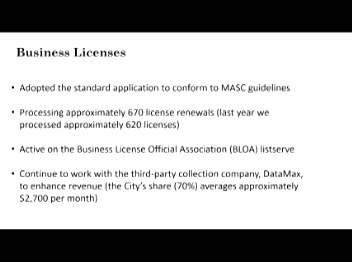 Business Licenses
• Adopted the standard application to conform to MASC guidelines
• Processing approximately 670 license renewals (last year we
processed approximately 620 licenses)
• Active on the Business License Official Association (BLOA) listserve
• Continue to work with the third-party collection company, DataMax,
to enhance revenue (the City's share (70%) averages approximately
$2,700 per month)